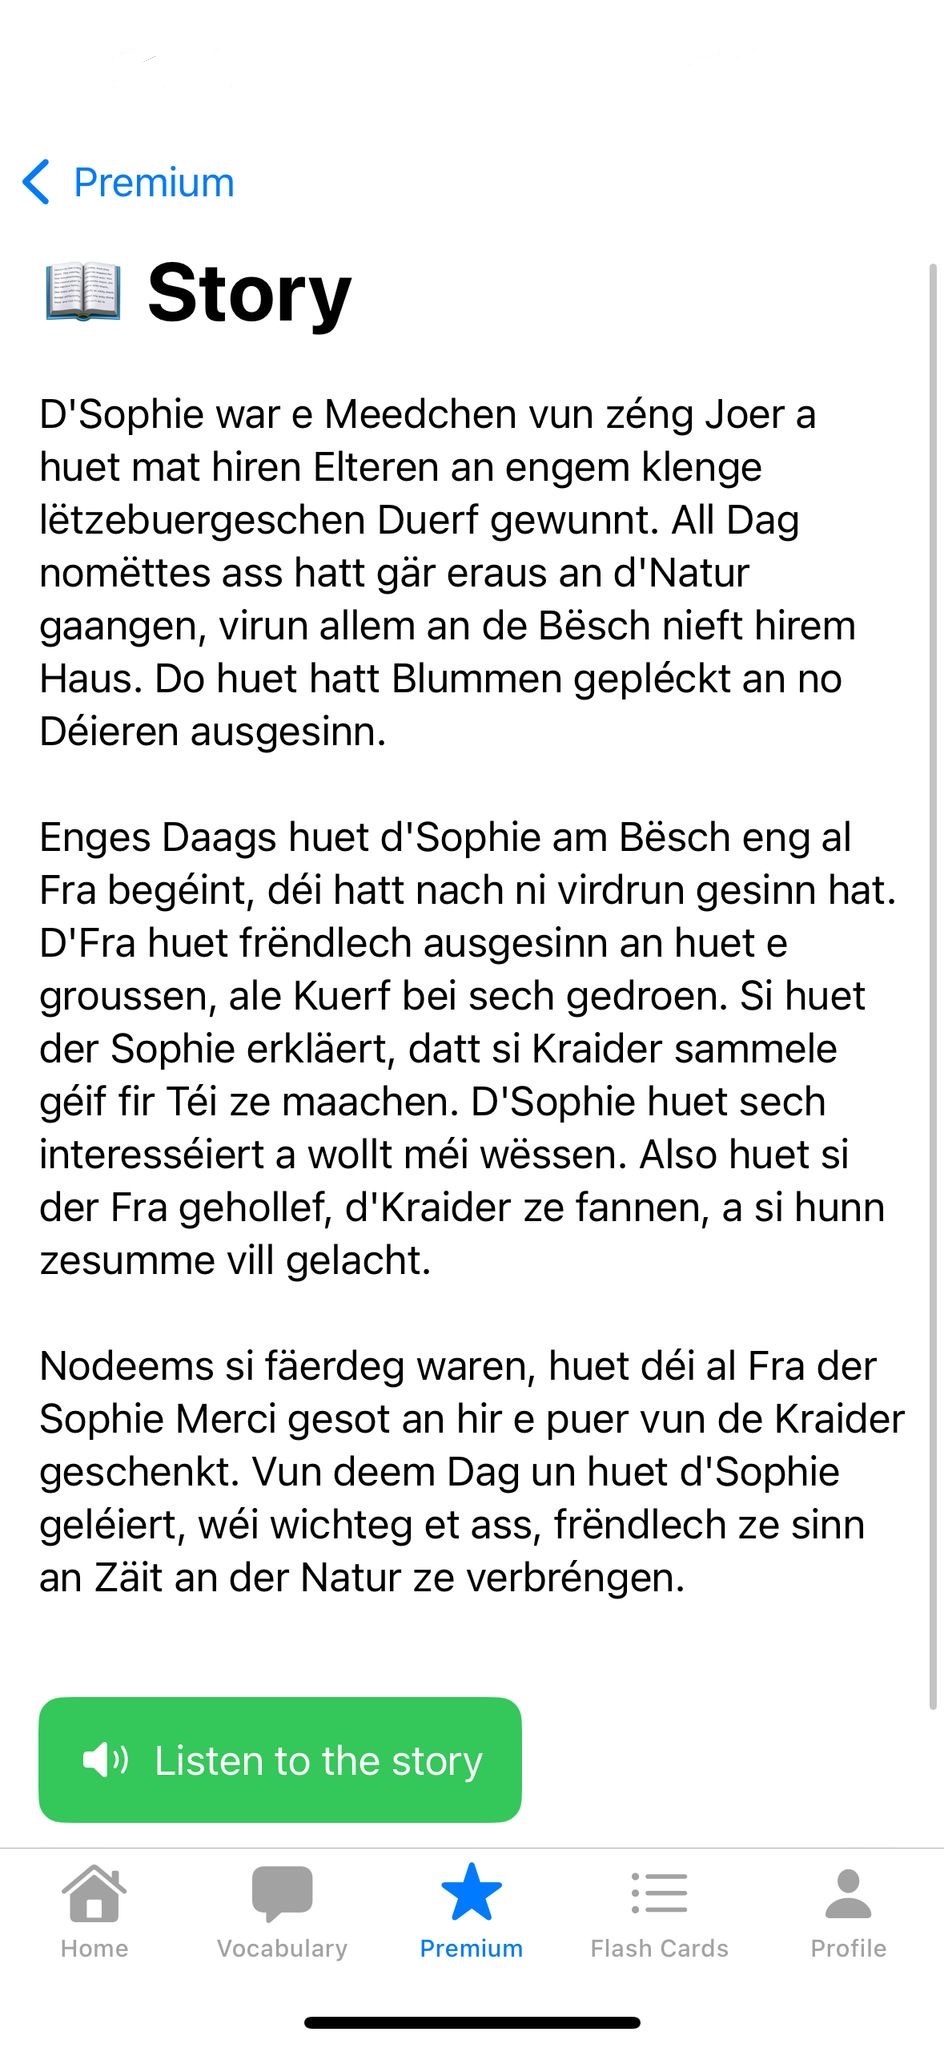 Premium
Story
D'Sophie war e Meedchen vun zéng Joer a
huet mat hiren Elteren an engem klenge
lëtzebuergeschen Duerf gewunnt. All Dag
nomëttes ass hatt gär eraus an d'Natur
gaangen, virun allem an de Bësch nieft hirem
Haus. Do huet hatt Blummen gepléckt an no
Déieren ausgesinn.
Enges Daags huet d'Sophie am Bësch eng al
Fra begéint, déi hatt nach ni virdrun gesinn hat.
D'Fra huet frëndlech ausgesinn an huet e
groussen, ale Kuerf bei sech gedroen. Si huet
der Sophie erkläert, datt si Kraider sammele
géif fir Téi ze maachen. D'Sophie huet sech
interesséiert a wollt méi wëssen. Also huet si
der Fra gehollef, d'Kraider ze fannen, a si hunn
zesumme vill gelacht.
Nodeems si fäerdeg waren, huet déi al Fra der
Sophie Merci gesot an hir e puer vun de Kraider
geschenkt. Vun deem Dag un huet d'Sophie
geléiert, wéi wichteg et ass, frëndlech ze sinn
an Zäit an der Natur ze verbréngen.
Listen to the story
Home Vocabulary Premium Flash Cards Profile